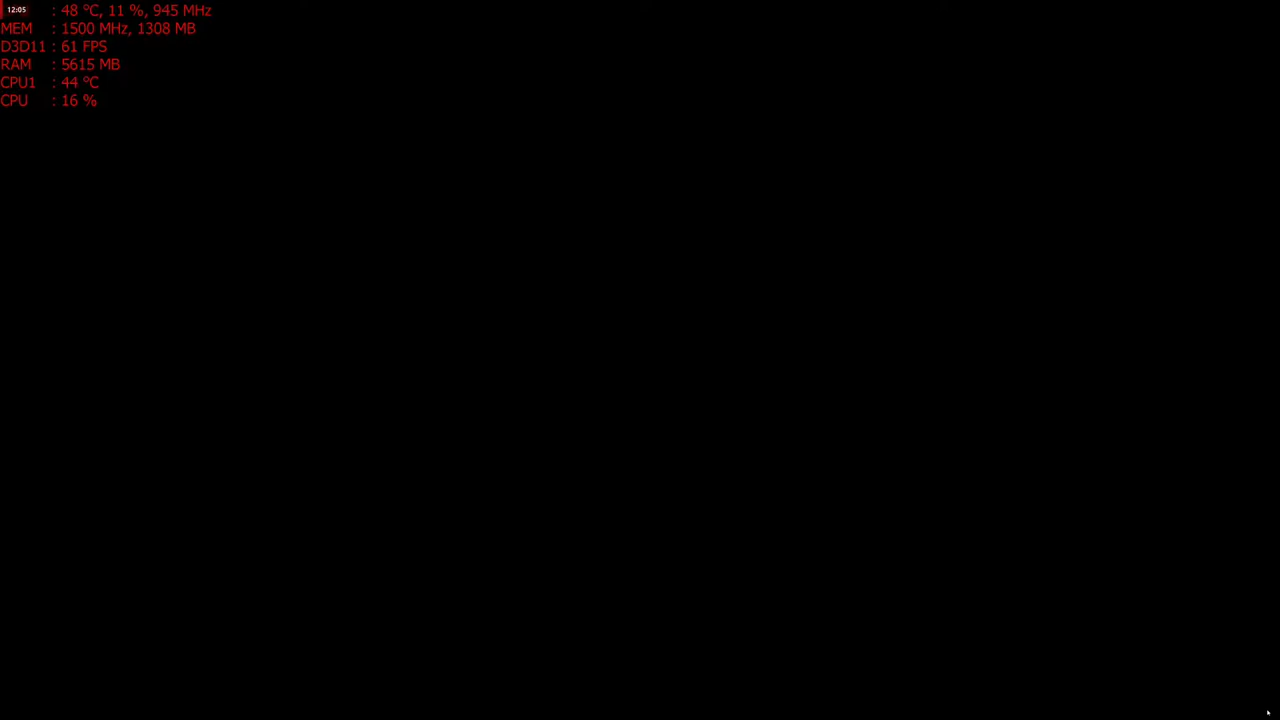 12:05 : 48 °C, 11 %, 945 MHz
MEM : 1500 MHz, 1308 MB
D3D11 : 61 FPS
RAM : 5615 MB
CPU1 : 44 °C
CPU : 16 %